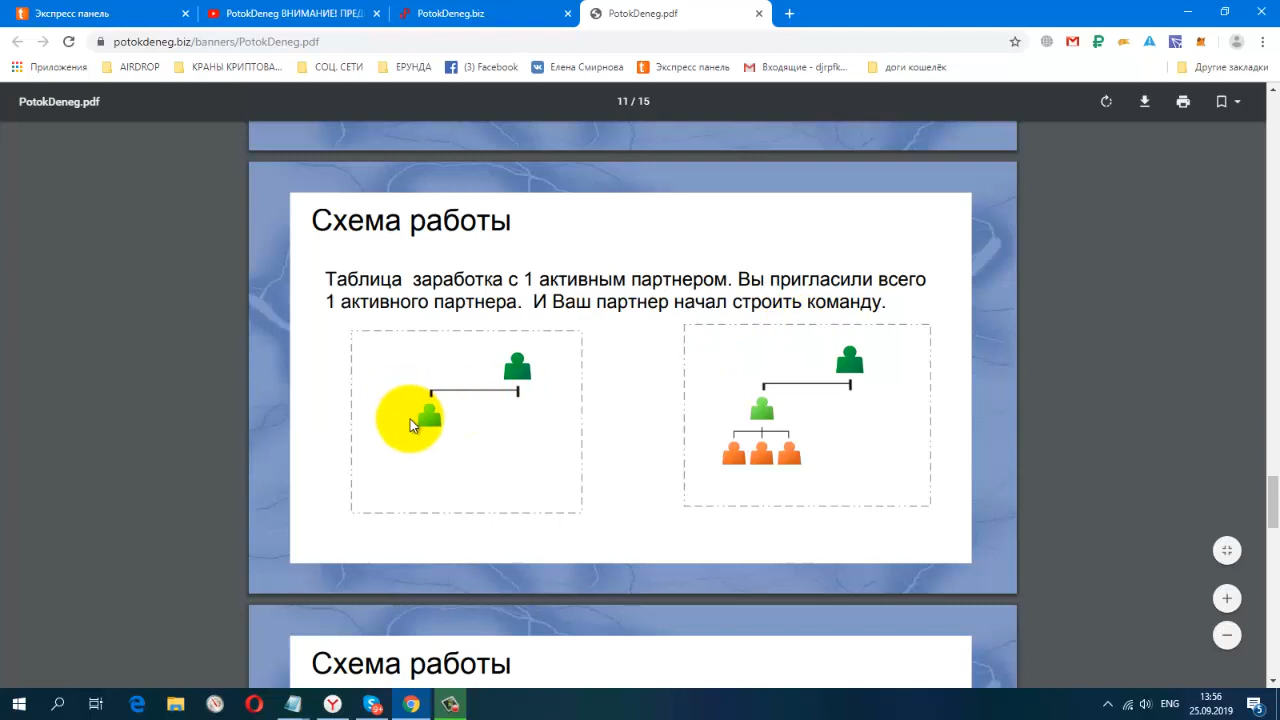 Экспресс панель
PotokDeneg ВНИМАНИЕ! ПРЕД
PotokDeneg.biz
PotokDeneg.pdf
potokdeneg.biz/banners/PotokDeneg.pdf
Приложения
AIRDROP
КРАНЫ КРИПТОВА...
СОЦ. СЕТИ
ЕРУНДА
(3) Facebook
Елена Смирнова
Экспресс панель
Входящие - djrpfk...
доги кошелёк
Другие закладки
PotokDeneg.pdf
11 / 15
Схема работы
Таблица заработка с 1 активным партнером. Вы пригласили всего
1 активного партнера. И Ваш партнер начал строить команду.
Схема работы
ENG
13:56
25.09.2019